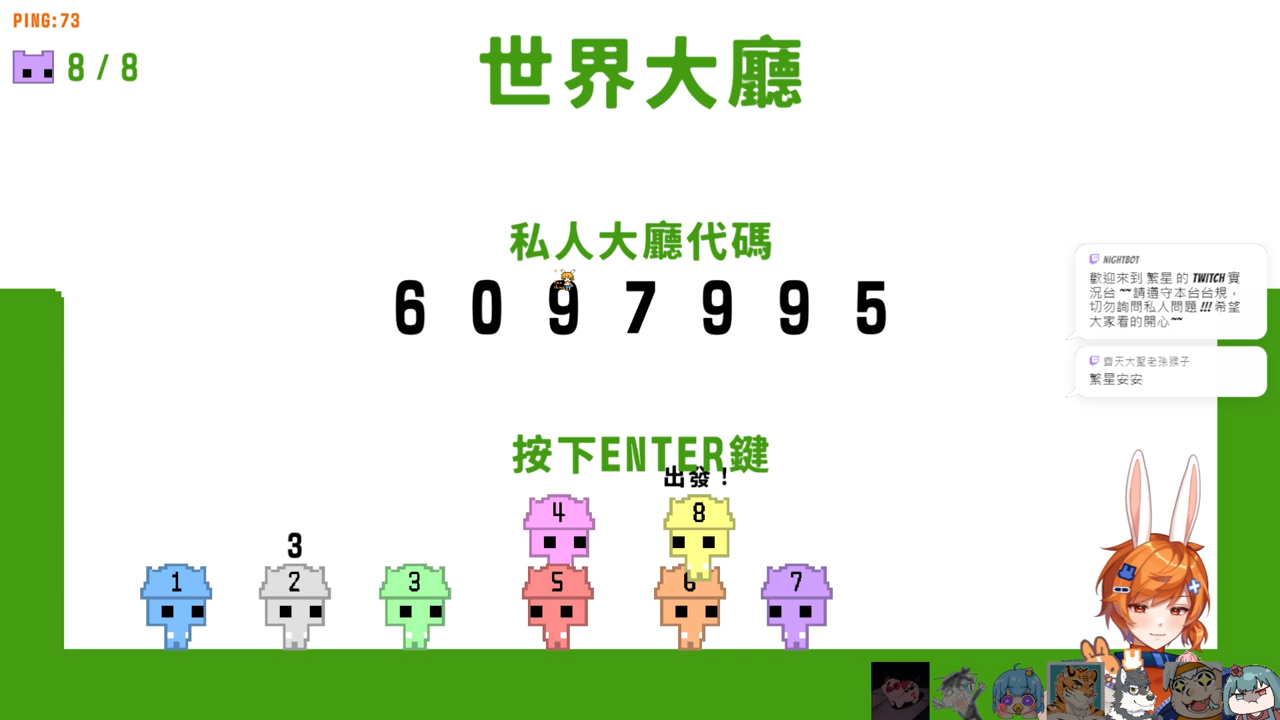 PING:73
8 / 8
世界大廳
私人大廳代碼
6 0 9 7 9 9 5
NIGHTBOT
歡迎來到 繁星 的 TWITCH 實
況台 ~~ 請遵守本台台規，
切勿詢問私人問題 !!! 希望
大家看的開心~~
齊天大聖老孫猴子
繁星安安
按下ENTER鍵
出發！
4
8
3
1
2
3
5
6
7